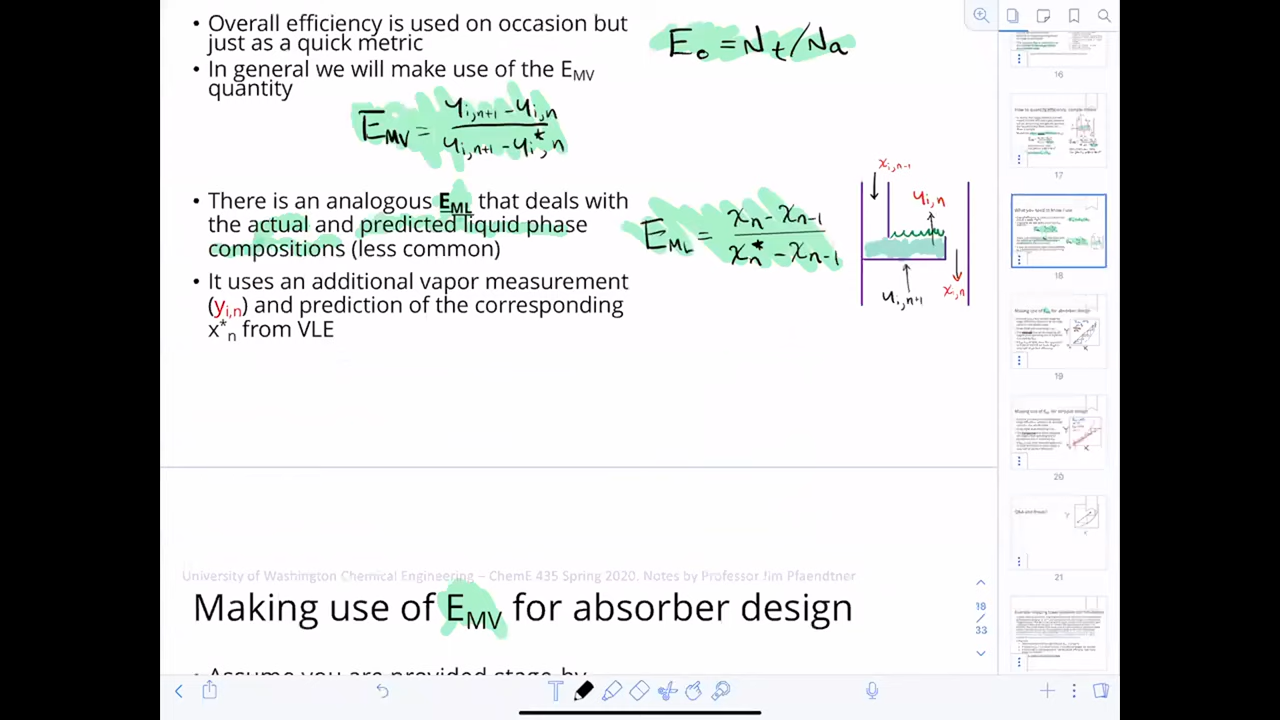 Overall efficiency is used on occasion but
just as a quick metric
E_o = N_t/N_a
In general we will make use of the E_MV
quantity
E_MV = (y_i,n+1 - y_i,n) / (y_i,n+1 - y_i*,n)
There is an analogous E_ML that deals with
the actual and predicted liquid phase
compositions (less common)
E_ML = (x_n - x_n-1) / (x_n* - x_n-1)
x_i,n-1
y_i,n
y_i,n+1
x_i,n
It uses an additional vapor measurement
(y_i,n) and prediction of the corresponding
x*_n from VLE
University of Washington Chemical Engineering – ChemE 435 Spring 2020. Notes by Professor Jim Pfaendtner
Making use of E_MV for absorber design
18
/
33
16
17
18
19
20
21